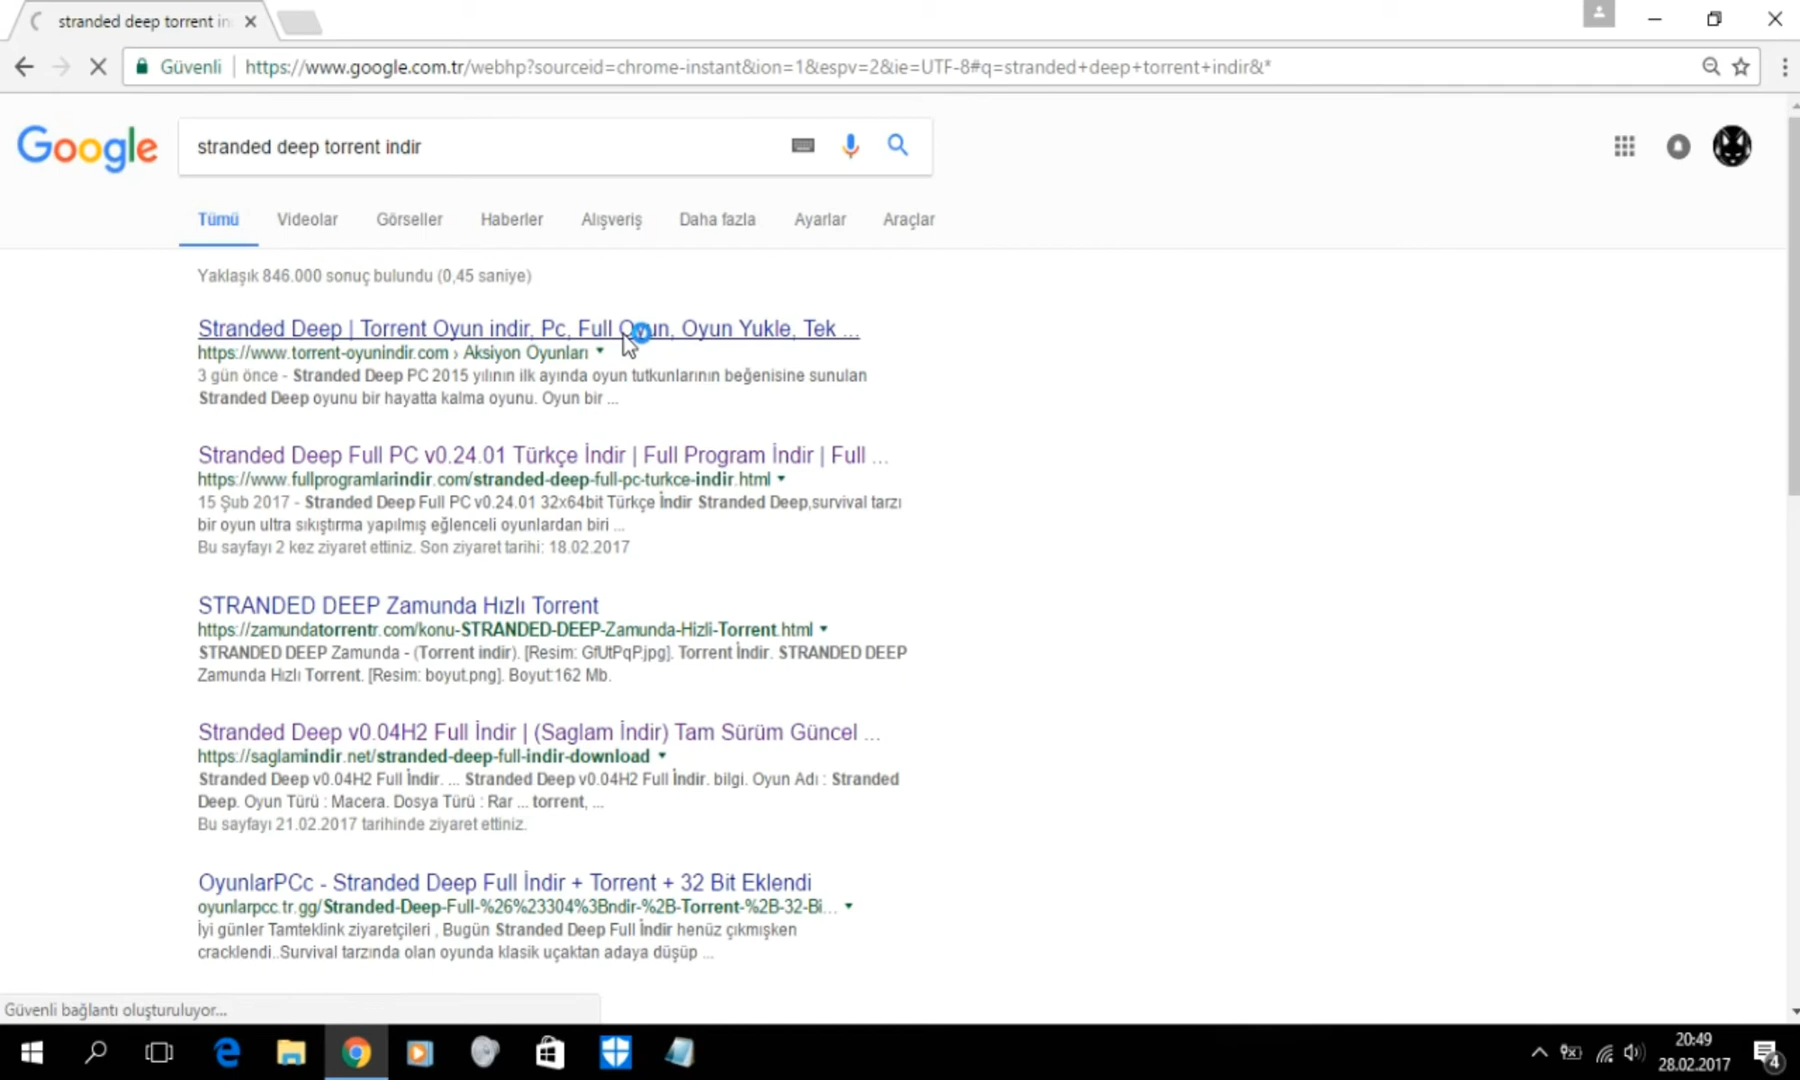 stranded deep torrent in
Güvenli
https://www.google.com.tr/webhp?sourceid=chrome-instant&ion=1&espv=2&ie=UTF-8#q=stranded+deep+torrent+indir&*
Google
stranded deep torrent indir
Tümü Videolar Görseller Haberler Alışveriş Daha fazla Ayarlar Araçlar
Yaklaşık 846.000 sonuç bulundu (0,45 saniye)
Stranded Deep | Torrent Oyun indir, Pc, Full Oyun, Oyun Yukle, Tek ...
https://www.torrent-oyunindir.com › Aksiyon Oyunları
3 gün önce - Stranded Deep PC 2015 yılının ilk ayında oyun tutkunlarının beğenisine sunulan
Stranded Deep oyunu bir hayatta kalma oyunu. Oyun bir ...
Stranded Deep Full PC v0.24.01 Türkçe İndir | Full Program İndir | Full ...
https://www.fullprogramlarindir.com/stranded-deep-full-pc-turkce-indir.html
15 Şub 2017 - Stranded Deep Full PC v0.24.01 32x64bit Türkçe İndir Stranded Deep,survival tarzı
bir oyun ultra sıkıştırma yapılmış eğlenceli oyunlardan biri ...
Bu sayfayı 2 kez ziyaret ettiniz. Son ziyaret tarihi: 18.02.2017
STRANDED DEEP Zamunda Hızlı Torrent
https://zamundatorrentr.com/konu-STRANDED-DEEP-Zamunda-Hizli-Torrent.html
STRANDED DEEP Zamunda - (Torrent indir). [Resim: GfUtPqP.jpg]. Torrent İndir. STRANDED DEEP
Zamunda Hızlı Torrent. [Resim: boyut.png]. Boyut:162 Mb.
Stranded Deep v0.04H2 Full İndir | (Saglam İndir) Tam Sürüm Güncel ...
https://saglamindir.net/stranded-deep-full-indir-download
Stranded Deep v0.04H2 Full İndir. ... Stranded Deep v0.04H2 Full İndir. bilgi. Oyun Adı : Stranded
Deep. Oyun Türü : Macera. Dosya Türü : Rar ... torrent, ...
Bu sayfayı 21.02.2017 tarihinde ziyaret ettiniz.
OyunlarPCc - Stranded Deep Full İndir + Torrent + 32 Bit Eklendi
oyunlarpcc.tr.gg/Stranded-Deep-Full-%26%23304%3Bndir-%2B-Torrent-%2B-32-Bi...
İyi günler Tamteklink ziyaretçileri , Bugün Stranded Deep Full İndir henüz çıkmışken
cracklendi..Survival tarzında olan oyunda klasik uçaktan adaya düşüp ...
Güvenli bağlantı oluşturuluyor...
20:49
28.02.2017
4